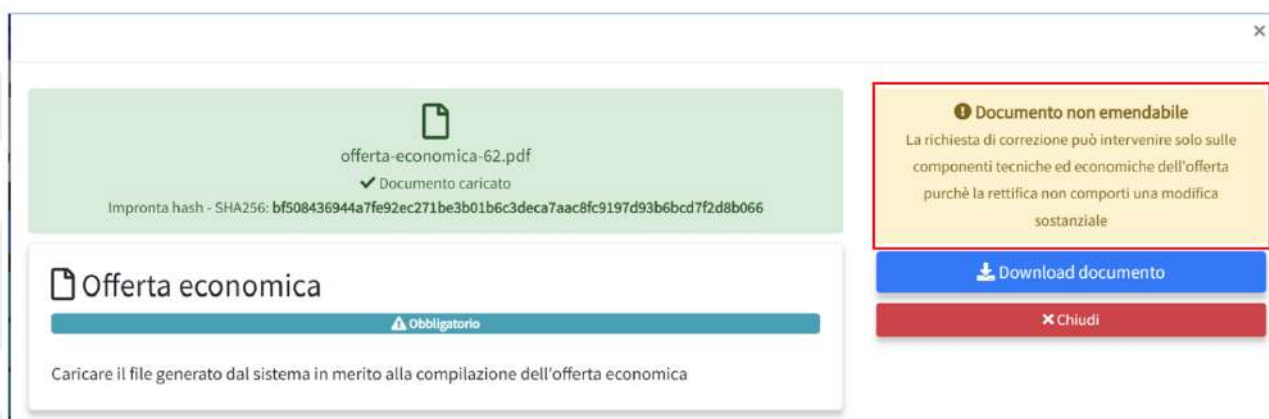 ×
offerta-economica-62.pdf
Documento caricato
Impronta hash - SHA256: bf508436944a7fe92ec271be3b01b6c3deca7aac8fc9197d93b6bcd7f2d8b066
Offerta economica
Obbligatorio
Caricare il file generato dal sistema in merito alla compilazione dell'offerta economica
Documento non emendabile
La richiesta di correzione può intervenire solo sulle
componenti tecniche ed economiche dell'offerta
purchè la rettifica non comporti una modifica
sostanziale
Download documento
Chiudi